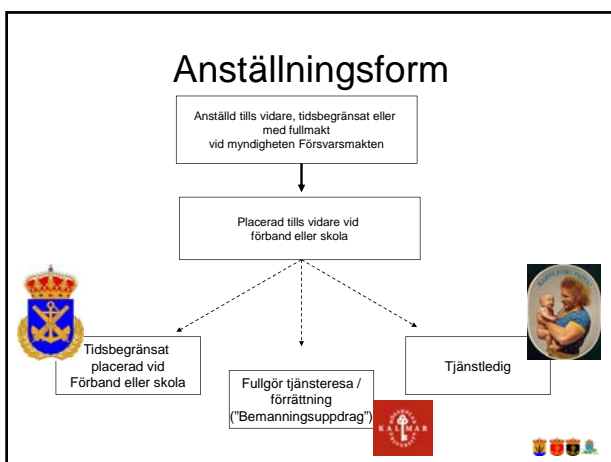 Anställningsform
Anställd tills vidare, tidsbegränsat eller
med fullmakt
vid myndigheten Försvarsmakten
Placerad tills vidare vid
förband eller skola
Tidsbegränsat
placerad vid
Förband eller skola
Fullgör tjänsteresa /
förrättning
("Bemanningsuppdrag")
Tjänstledig
KALMAR